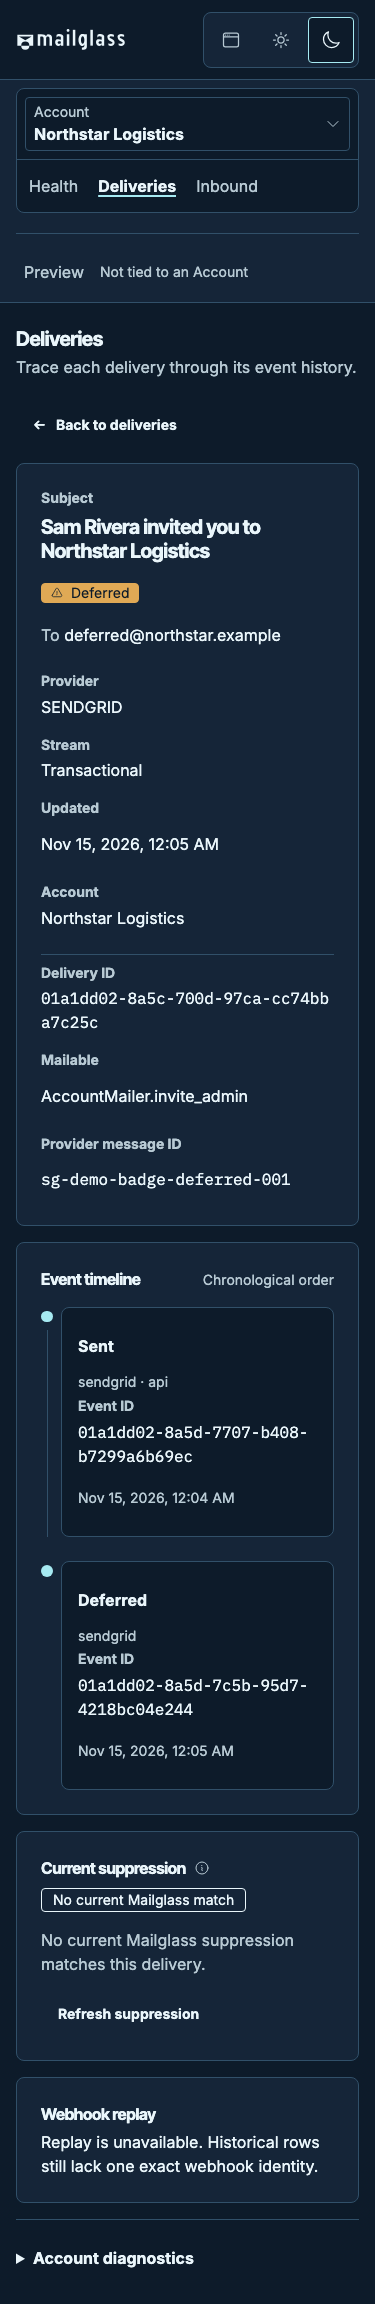 mailglass
Account
Northstar Logistics
Health Deliveries Inbound
Preview Not tied to an Account
Deliveries
Trace each delivery through its event history.
← Back to deliveries
Subject
Sam Rivera invited you to
Northstar Logistics
Deferred
To deferred@northstar.example
Provider
SENDGRID
Stream
Transactional
Updated
Nov 15, 2026, 12:05 AM
Account
Northstar Logistics
Delivery ID
01a1dd02-8a5c-700d-97ca-cc74bb
a7c25c
Mailable
AccountMailer.invite_admin
Provider message ID
sg-demo-badge-deferred-001
Event timeline Chronological order
Sent
sendgrid · api
Event ID
01a1dd02-8a5d-7707-b408-
b7299a6b69ec
Nov 15, 2026, 12:04 AM
Deferred
sendgrid
Event ID
01a1dd02-8a5d-7c5b-95d7-
4218bc04e244
Nov 15, 2026, 12:05 AM
Current suppression
No current Mailglass match
No current Mailglass suppression
matches this delivery.
Refresh suppression
Webhook replay
Replay is unavailable. Historical rows
still lack one exact webhook identity.
Account diagnostics